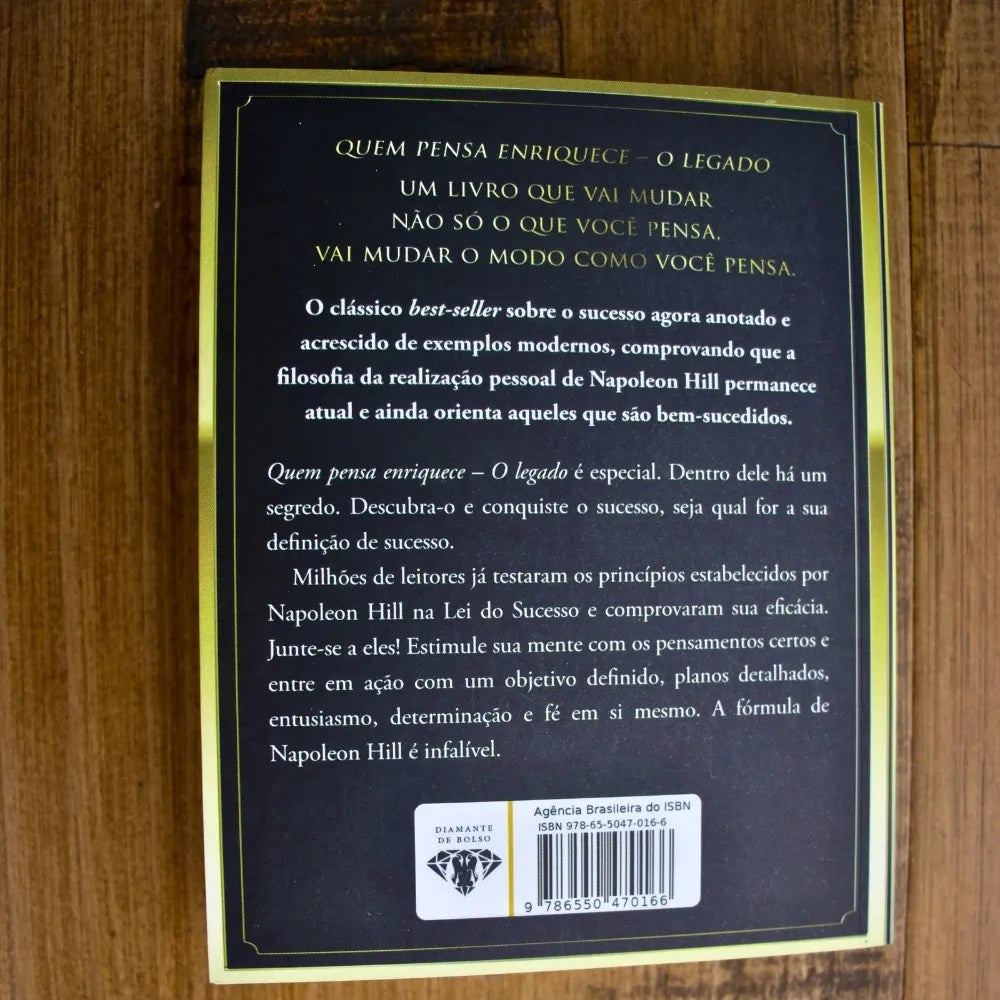 QUEM PENSA ENRIQUECE – O LEGADO
UM LIVRO QUE VAI MUDAR
NÃO SÓ O QUE VOCÊ PENSA,
VAI MUDAR O MODO COMO VOCÊ PENSA.
O clássico best-seller sobre o sucesso agora anotado e
acrescido de exemplos modernos, comprovando que a
filosofia da realização pessoal de Napoleon Hill permanece
atual e ainda orienta aqueles que são bem-sucedidos.
Quem pensa enriquece – O legado é especial. Dentro dele há um
segredo. Descubra-o e conquiste o sucesso, seja qual for a sua
definição de sucesso.
Milhões de leitores já testaram os princípios estabelecidos por
Napoleon Hill na Lei do Sucesso e comprovaram sua eficácia.
Junte-se a eles! Estimule sua mente com os pensamentos certos e
entre em ação com um objetivo definido, planos detalhados,
entusiasmo, determinação e fé em si mesmo. A fórmula de
Napoleon Hill é infalível.
DIAMANTE
DE BOLSO
Agência Brasileira do ISBN
ISBN 978-65-5047-016-6
9 786550 470166